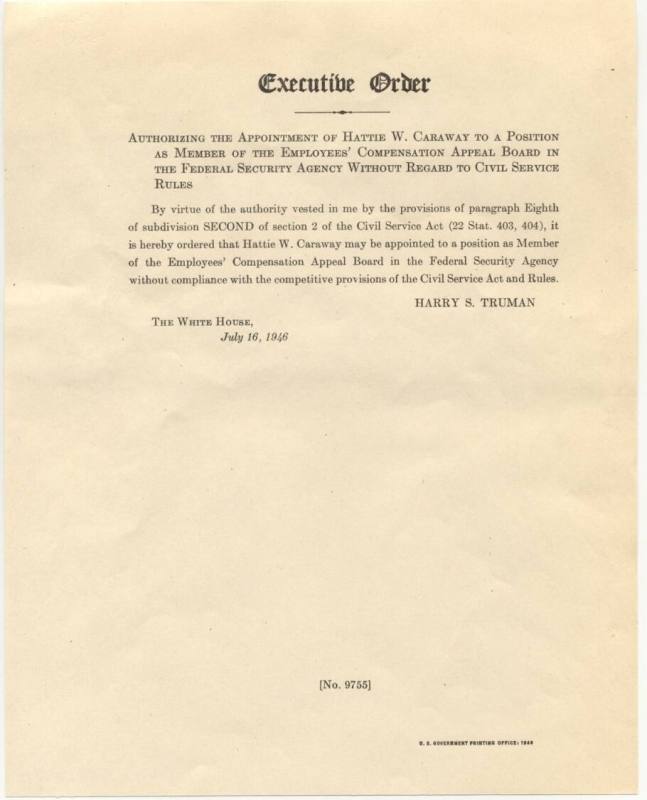 Executive Order
Authorizing the Appointment of Hattie W. Caraway to a Position
as Member of the Employees' Compensation Appeal Board in
the Federal Security Agency Without Regard to Civil Service
Rules
By virtue of the authority vested in me by the provisions of paragraph Eighth
of subdivision SECOND of section 2 of the Civil Service Act (22 Stat. 403, 404), it
is hereby ordered that Hattie W. Caraway may be appointed to a position as Member
of the Employees' Compensation Appeal Board in the Federal Security Agency
without compliance with the competitive provisions of the Civil Service Act and Rules.
HARRY S. TRUMAN
The White House,
July 16, 1946
[No. 9755]
U. S. GOVERNMENT PRINTING OFFICE: 1946